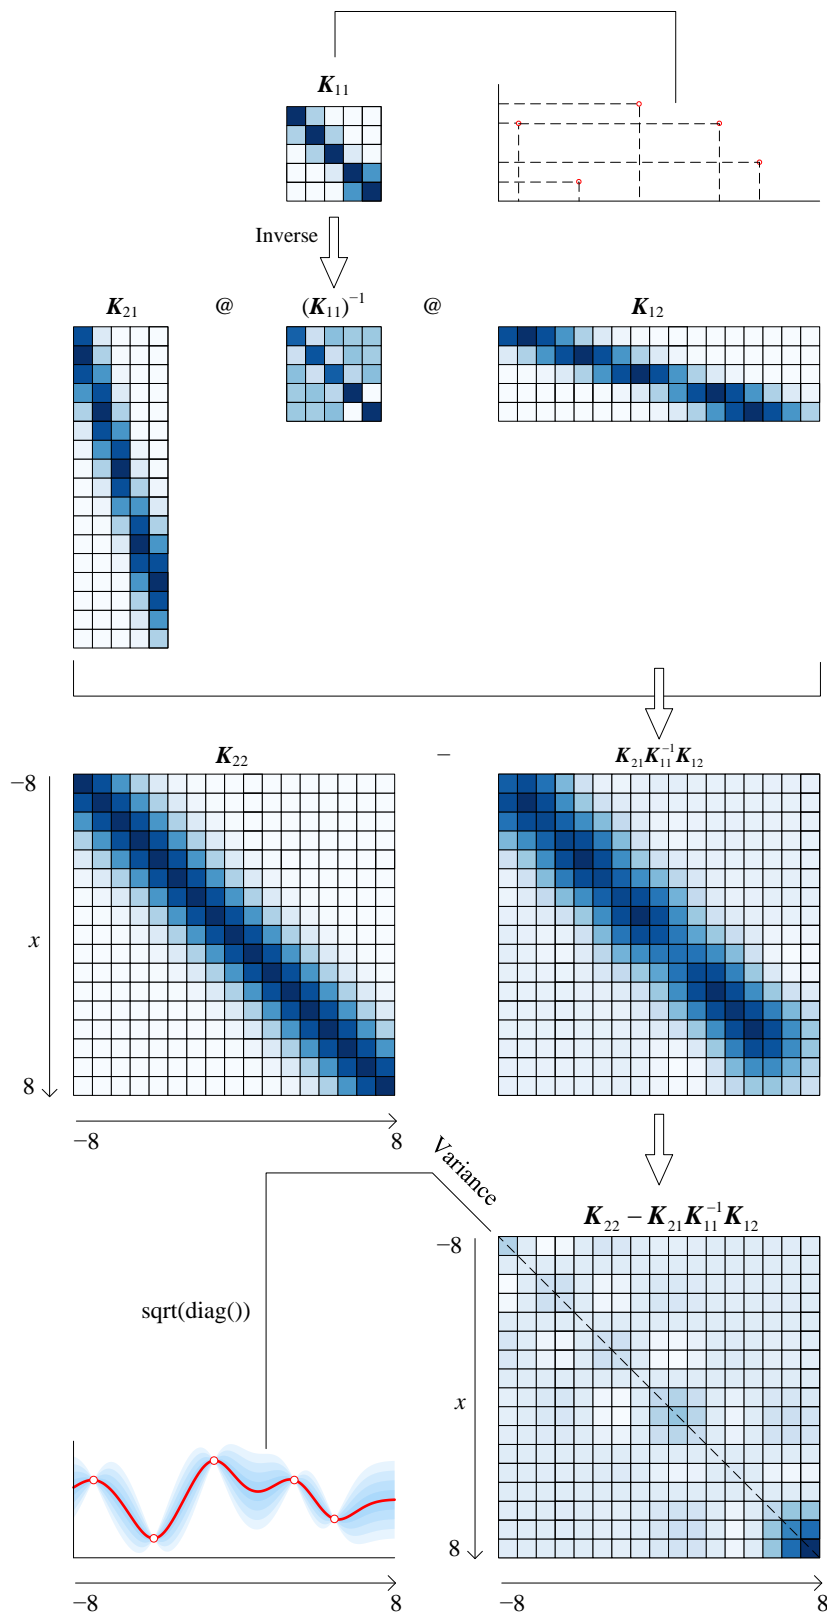 K₁₁
Inverse
K₂₁ @ (K₁₁)⁻¹ @ K₁₂
K₂₂ − K₂₁K₁₁⁻¹K₁₂
−8
x
8
−8 8
Variance
K₂₂ − K₂₁K₁₁⁻¹K₁₂
−8
sqrt(diag())
x
8
−8 8
−8 8